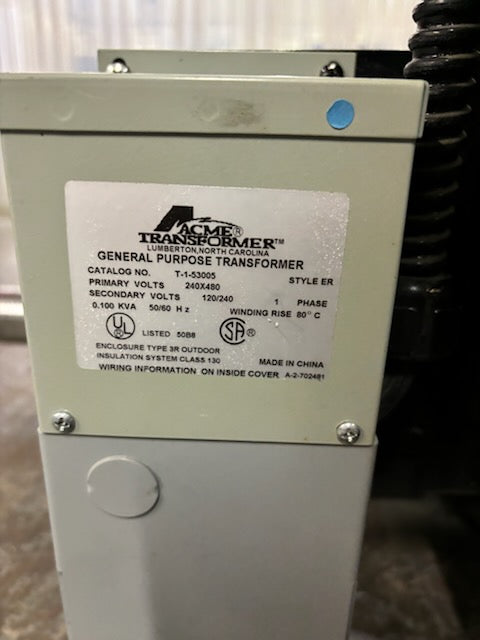 ACME®
TRANSFORMER™
LUMBERTON, NORTH CAROLINA
GENERAL PURPOSE TRANSFORMER
CATALOG NO. T-1-53005 STYLE ER
PRIMARY VOLTS 240X480
SECONDARY VOLTS 120/240 1 PHASE
0.100 KVA 50/60 Hz WINDING RISE 80° C
UL® LISTED 50B8 SA®
ENCLOSURE TYPE 3R OUTDOOR
INSULATION SYSTEM CLASS 130 MADE IN CHINA
WIRING INFORMATION ON INSIDE COVER A-2-702481